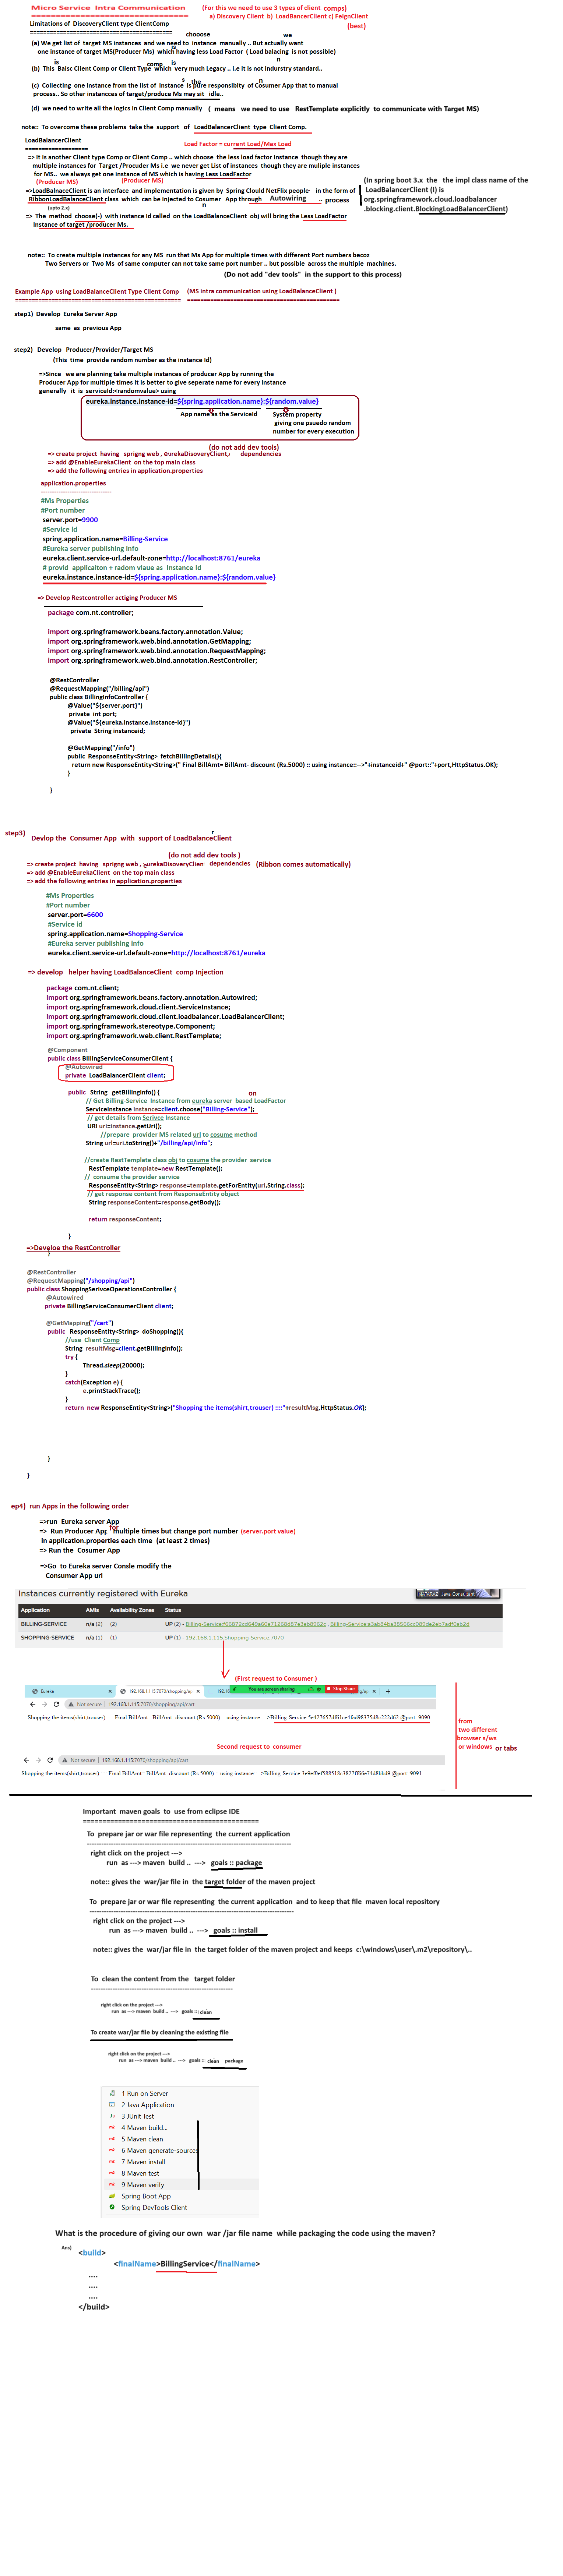 Micro Service Intra Communication (For this we need to use 3 types of client comps)
===================================
a) Discovery Client b) LoadBancerClient c) FeignClient
(best)
Limitations of DiscoveryClient type ClientComp
============================================
(a) We get lisl of target MS instances and we need to instance manually .. But actually want
chooose we
one instance of target MS(Producer Ms) which is having less Load Factor ( Load balacing is not possible)
(b) This is Baisc Client Comp or Client Type comp which is very much Legacy .. i.e it is not indurstry standard..
n
(c) Collecting one instance from the list of instances is the pure responsibity of Cosumer App that to manual
n
process.. So other instances of target/produce Ms may sit idle..
(d) we need to write all the logics in Client Comp manually ( means we need to use RestTemplate explicitly to communicate with Target MS)
note:: To overcome these problems take the support of LoadBancerClient type Client Comp.
LoadBancerClient
===================
Load Factor = current Load/Max Load
=> It is another Client type Comp or Client Comp .. which choose the less load factor instance though they are
multiple instances for Target /Procuder Ms i.e we never get List of instances though they are muliple instances
for MS.. we always get one instance of MS which is having Less LoadFactor
(Producer MS) (Producer MS)
=>LoadBalnaceClient is an interface and implementation is given by Spring Clould NetFlix people in the form of
RibbonLoadBalanceClient class which can be injected to Cosumer App through Autowiring .. process
(upto 2.x) n
=> The method choose(-) with instance Id called on the LoadBalanceClient obj will bring the Less LoadFactor
Instance of target /producer Ms.
(In spring boot 3.x the the impl class name of the
LoadBalancerClient (I) is
org.springframework.cloud.loadbalancer
.blocking.client.BlockingLoadBalancerClient)
note:: To create multiple instances for any MS run that Ms App for multiple times with different Port Numbers becoz
Two Servers or Two Ms of same computer can not take same port number .. but possible across the multiple machines.
(Do not add "dev tools" in the support to this process)
Example App using LoadBalanceClient Type Client Comp (MS intra communication using LoadBalanceClient )
===================================================
===============================================
step1) Develop Eureka Server App
same as previous App
step2) Develop Producer/Provider/Target MS
(This time provide random number as the instance Id)
=>Since we are planning take multiple instances of producer App by running the
Producer App for multiple times it is better to give seperate name for every instance
generally it is serviceId:<randomvalue> using
eureka.instance.instance-id=${spring.application.name}:${random.value}
App name as the ServiceId
System property
giving one psuedo random
number for every execution
(do not add dev tools)
=> create project having sprigng web , eurekaDisoveryClient, dependencies
=> add @EnableEurekaClient on the top main class
=> add the following entries in application.properties
application.properties
--------------------------------
#Ms Properties
#Port number
server.port=9900
#Service id
spring.application.name=Billing-Service
#Eureka server publishing info
eureka.client.service-url.default-zone=http://localhost:8761/eureka
# provid applicaiton + radom vlaue as Instance Id
eureka.instance.instance-id=${spring.application.name}:${random.value}
=> Develop Restcontroller actiging Producer MS
package com.nt.controller;
import org.springframework.beans.factory.annotation.Value;
import org.springframework.web.bind.annotation.GetMapping;
import org.springframework.web.bind.annotation.RequestMapping;
import org.springframework.web.bind.annotation.RestController;
@RestController
@RequestMapping("/billing/api")
public class BillingInfoController {
@Value("${server.port}")
private int port;
@Value("${eureka.instance.instance-id}")
private String instanceid;
@GetMapping("/info")
public ResponseEntity<String> fetchBillingDetails(){
return new ResponseEntity<String>(" Final BillAmt= BillAmt- discount (Rs.5000) :: using instance::-->"+instanceid+" @port::"+port,HttpStatus.OK);
}
}
step3) Devlop the Consumer App with support of LoadBalanceClient
r
(do not add dev tools )
=> create project having sprigng web , eurekaDisoveryClient dependencies (Ribbon comes automatically)
=> add @EnableEurekaClient on the top main class
=> add the following entries in application.properties
#Ms Properties
#Port number
server.port=6600
#Service id
spring.application.name=Shopping-Service
#Eureka server publishing info
eureka.client.service-url.default-zone=http://localhost:8761/eureka
=> develop helper having LoadBalanceClient comp Injection
package com.nt.client;
import org.springframework.beans.factory.annotation.Autowired;
import org.springframework.cloud.client.ServiceInstance;
import org.springframework.cloud.client.loadbalancer.LoadBalancerClient;
import org.springframework.stereotype.Component;
import org.springframework.web.client.RestTemplate;
@Component
public class BillingServiceConsumerClient {
@Autowired
private LoadBalancerClient client;
public String getBillingInfo() {
on
// Get Billing-Service Instance from eureka server based LoadFactor
ServiceInstance instance=client.choose("Billing-Service");
// get details from Serivce Instance
URI uri=instance.getUri();
//prepare provider MS related url to cosume method
String url=uri.toString()+"/billing/api/info";
//create RestTemplate class obj to cosume the provider service
RestTemplate template=new RestTemplate();
// consume the provider service
ResponseEntity<String> response=template.getForEntity(url,String.class);
// get response content from ResponseEntity object
String responseContent=response.getBody();
return responseContent;
}
=>Develoe the RestController
}
@RestController
@RequestMapping("/shopping/api")
public class ShoppingSerivceOperationsController {
@Autowired
private BillingServiceConsumerClient client;
@GetMapping("/cart")
public ResponseEntity<String> doShopping(){
//use Client Comp
String resultMsg=client.getBillingInfo();
try {
Thread.sleep(20000);
}
catch(Exception e) {
e.printStackTrace();
}
return new ResponseEntity<String>("Shopping the items(shirt,trouser) ::::"+resultMsg,HttpStatus.OK);
}
}
ep4) run Apps in the following order
=>run Eureka server App
=> Run Producer App for multiple times but change port number (server.port value)
in application.properties each time (at least 2 times)
=> Run the Cosumer App
=>Go to Eureka server Consle modify the
Consumer App url
Instances currently registered with Eureka
Application AMIs Availability Zones Status
BILLING-SERVICE n/a (2) (2) UP (2) -
SHOPPING-SERVICE n/a (1) (1) UP (1) - 192.168.1.115:Shopping-Service:7070
(First request to Consumer )
Eureka
You are screen sharing Stop Share
Not secure | 192.168.1.115:7070/shopping/api/cart
Shopping the items(shirt,trouser) :::: Final BillAmt= BillAmt- discount (Rs.5000) :: using instance::-->Billing-Service:5e427657df61ce4fad98375d8c222d62 @port::9090
from
two different
browser s/ws
or windows or tabs
Second request to consumer
Not secure | 192.168.1.115:7070/shopping/api/cart
Shopping the items(shirt,trouser) :::: Final BillAmt= BillAmt- discount (Rs.5000) :: using instance::-->Billing-Service:3e9ef0ef588518c3827ff86e74d8bbd9 @port::9091
Important maven goals to use from eclipse IDE
==============================================
To prepare jar or war file representing the current application
right click on the project --->
run as ---> maven build .. ---> goals :: package
note:: gives the war/jar file in the target folder of the maven project
To prepare jar or war file representing the current application and to keep that file maven local repository
right click on the project --->
run as ---> maven build .. ---> goals :: install
note:: gives the war/jar file in the target folder of the maven project and keeps c:\windows\user\.m2\repository\..
To clean the content from the target folder
right click on the project --->
run as ---> maven build .. ---> goals :: clean
To create war/jar file by cleaning the existing file
right click on the project --->
run as ---> maven build .. ---> goals :: clean package
1 Run on Server
2 Java Application
3 JUnit Test
4 Maven build...
5 Maven clean
6 Maven generate-sources
7 Maven install
8 Maven test
9 Maven verify
Spring Boot App
Spring DevTools Client
What is the procedure of giving our own war /jar file name while packaging the code using the maven?
Ans)
<build>
<finalName>BillingService</finalName>
....
....
....
</build>